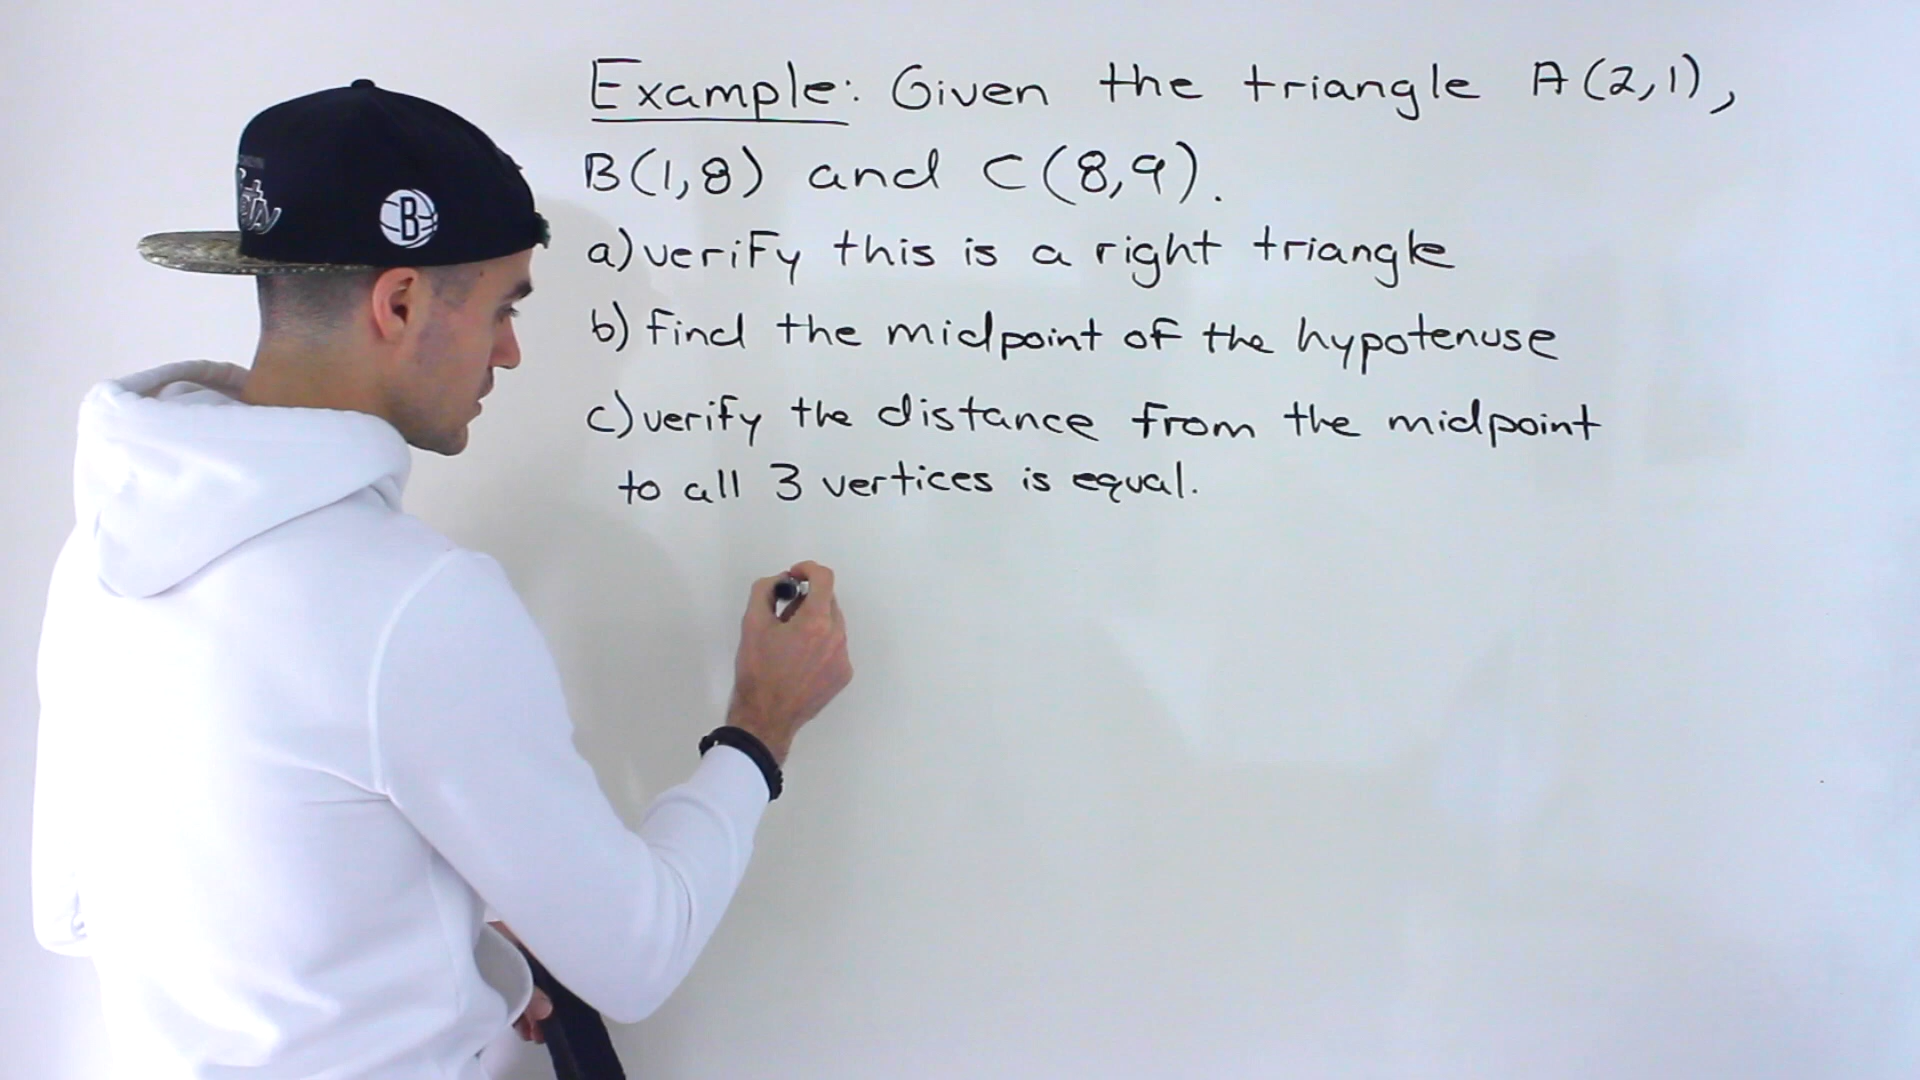 Example: Given the triangle A(2,1),
B(1,8) and C(8,9).
a) verify this is a right triangle
b) find the midpoint of the hypotenuse
c) verify the distance from the midpoint
to all 3 vertices is equal.
B